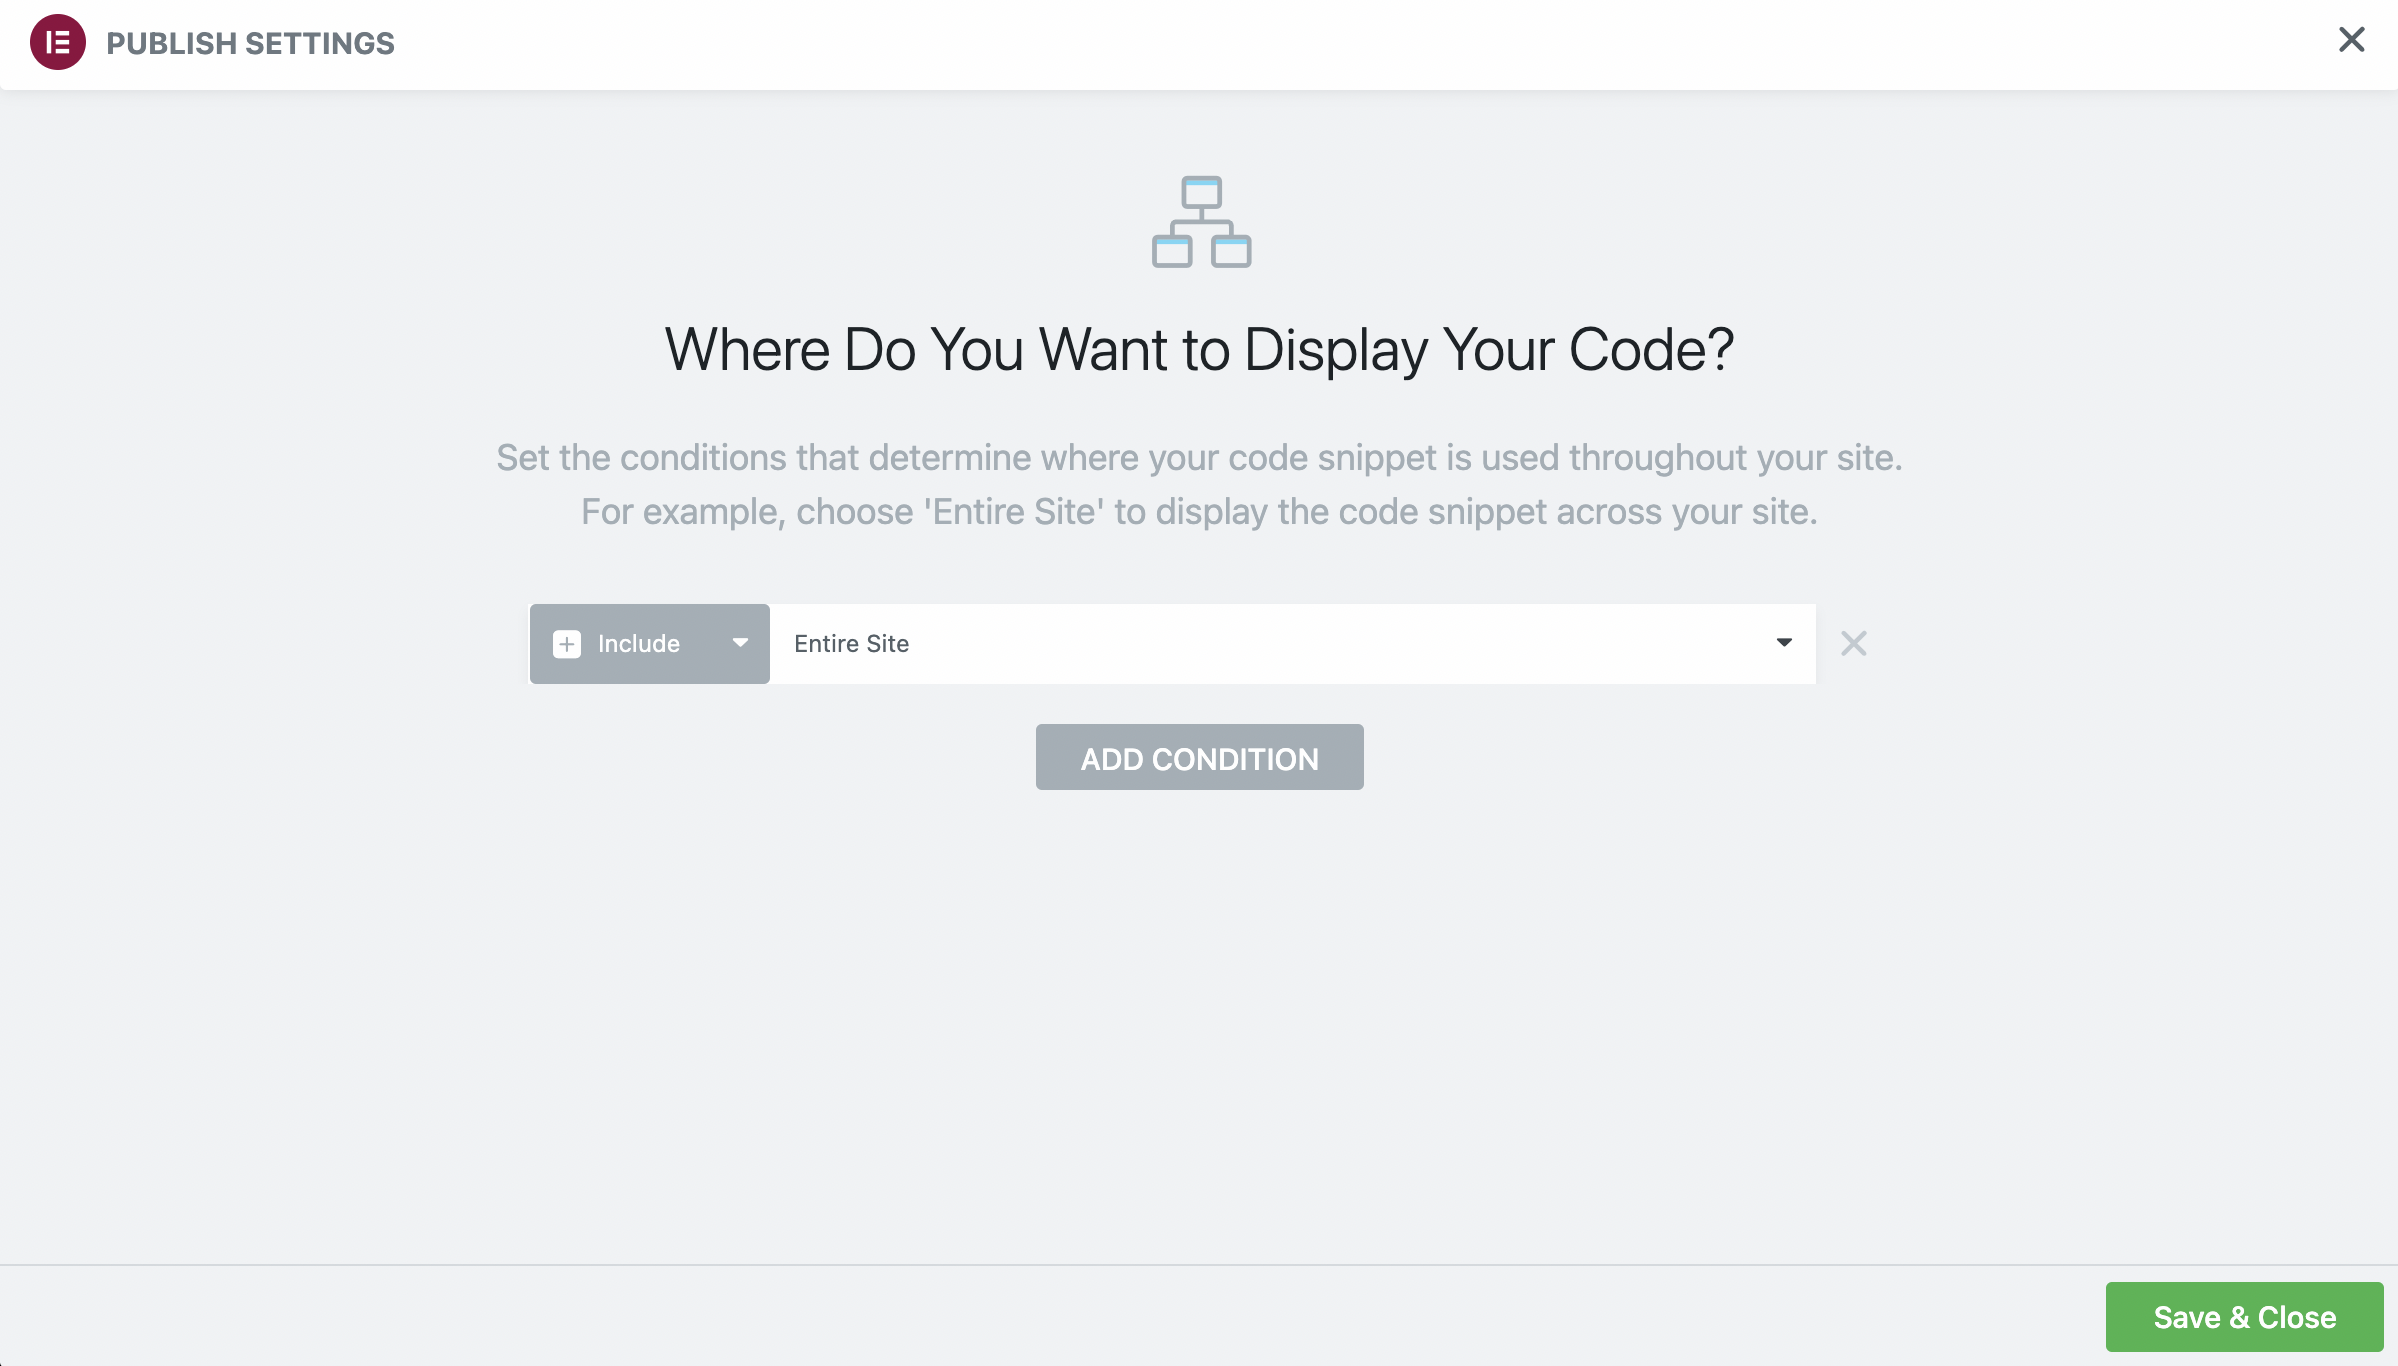 PUBLISH SETTINGS
Where Do You Want to Display Your Code?
Set the conditions that determine where your code snippet is used throughout your site.
For example, choose 'Entire Site' to display the code snippet across your site.
Include
Entire Site
ADD CONDITION
Save & Close